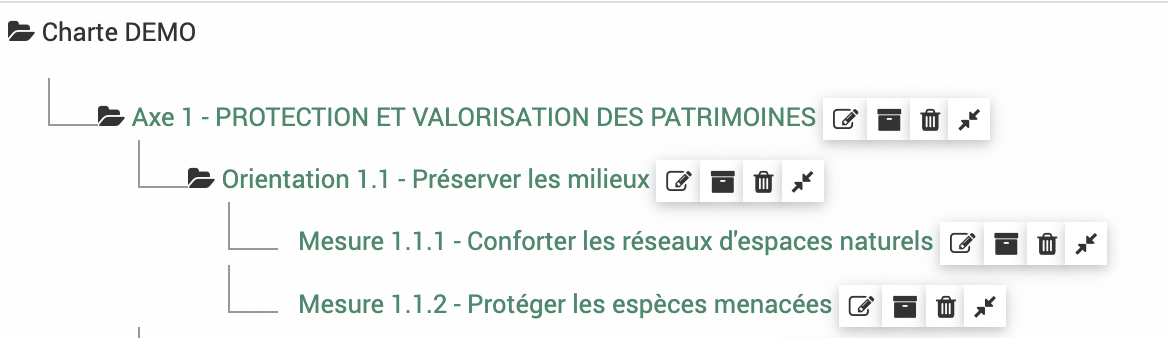 Charte DEMO
Axe 1 - PROTECTION ET VALORISATION DES PATRIMOINES
Orientation 1.1 - Préserver les milieux
Mesure 1.1.1 - Conforter les réseaux d'espaces naturels
Mesure 1.1.2 - Protéger les espèces menacées